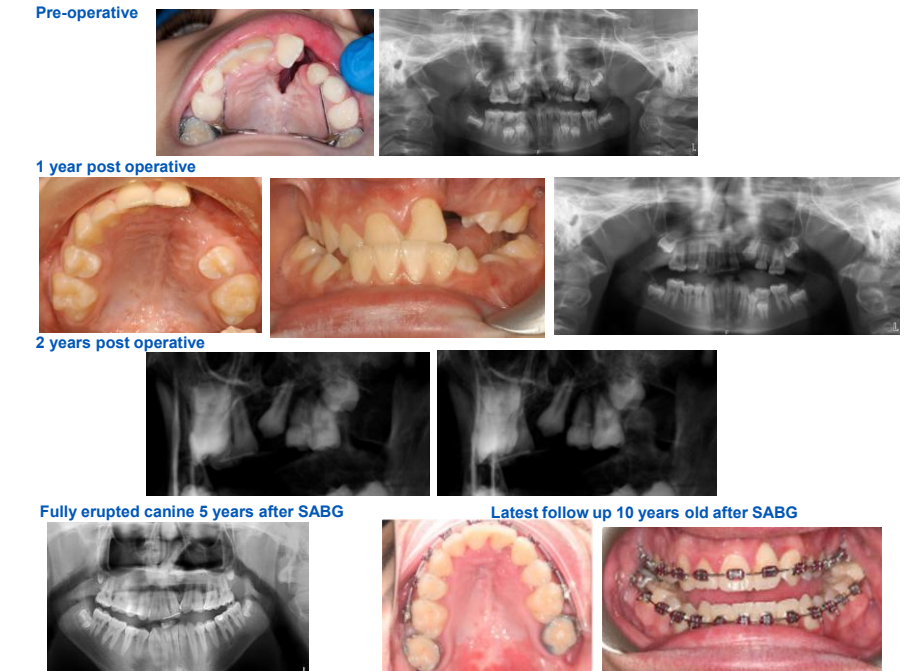 Pre-operative
1 year post operative
2 years post operative
Fully erupted canine 5 years after SABG
Latest follow up 10 years old after SABG